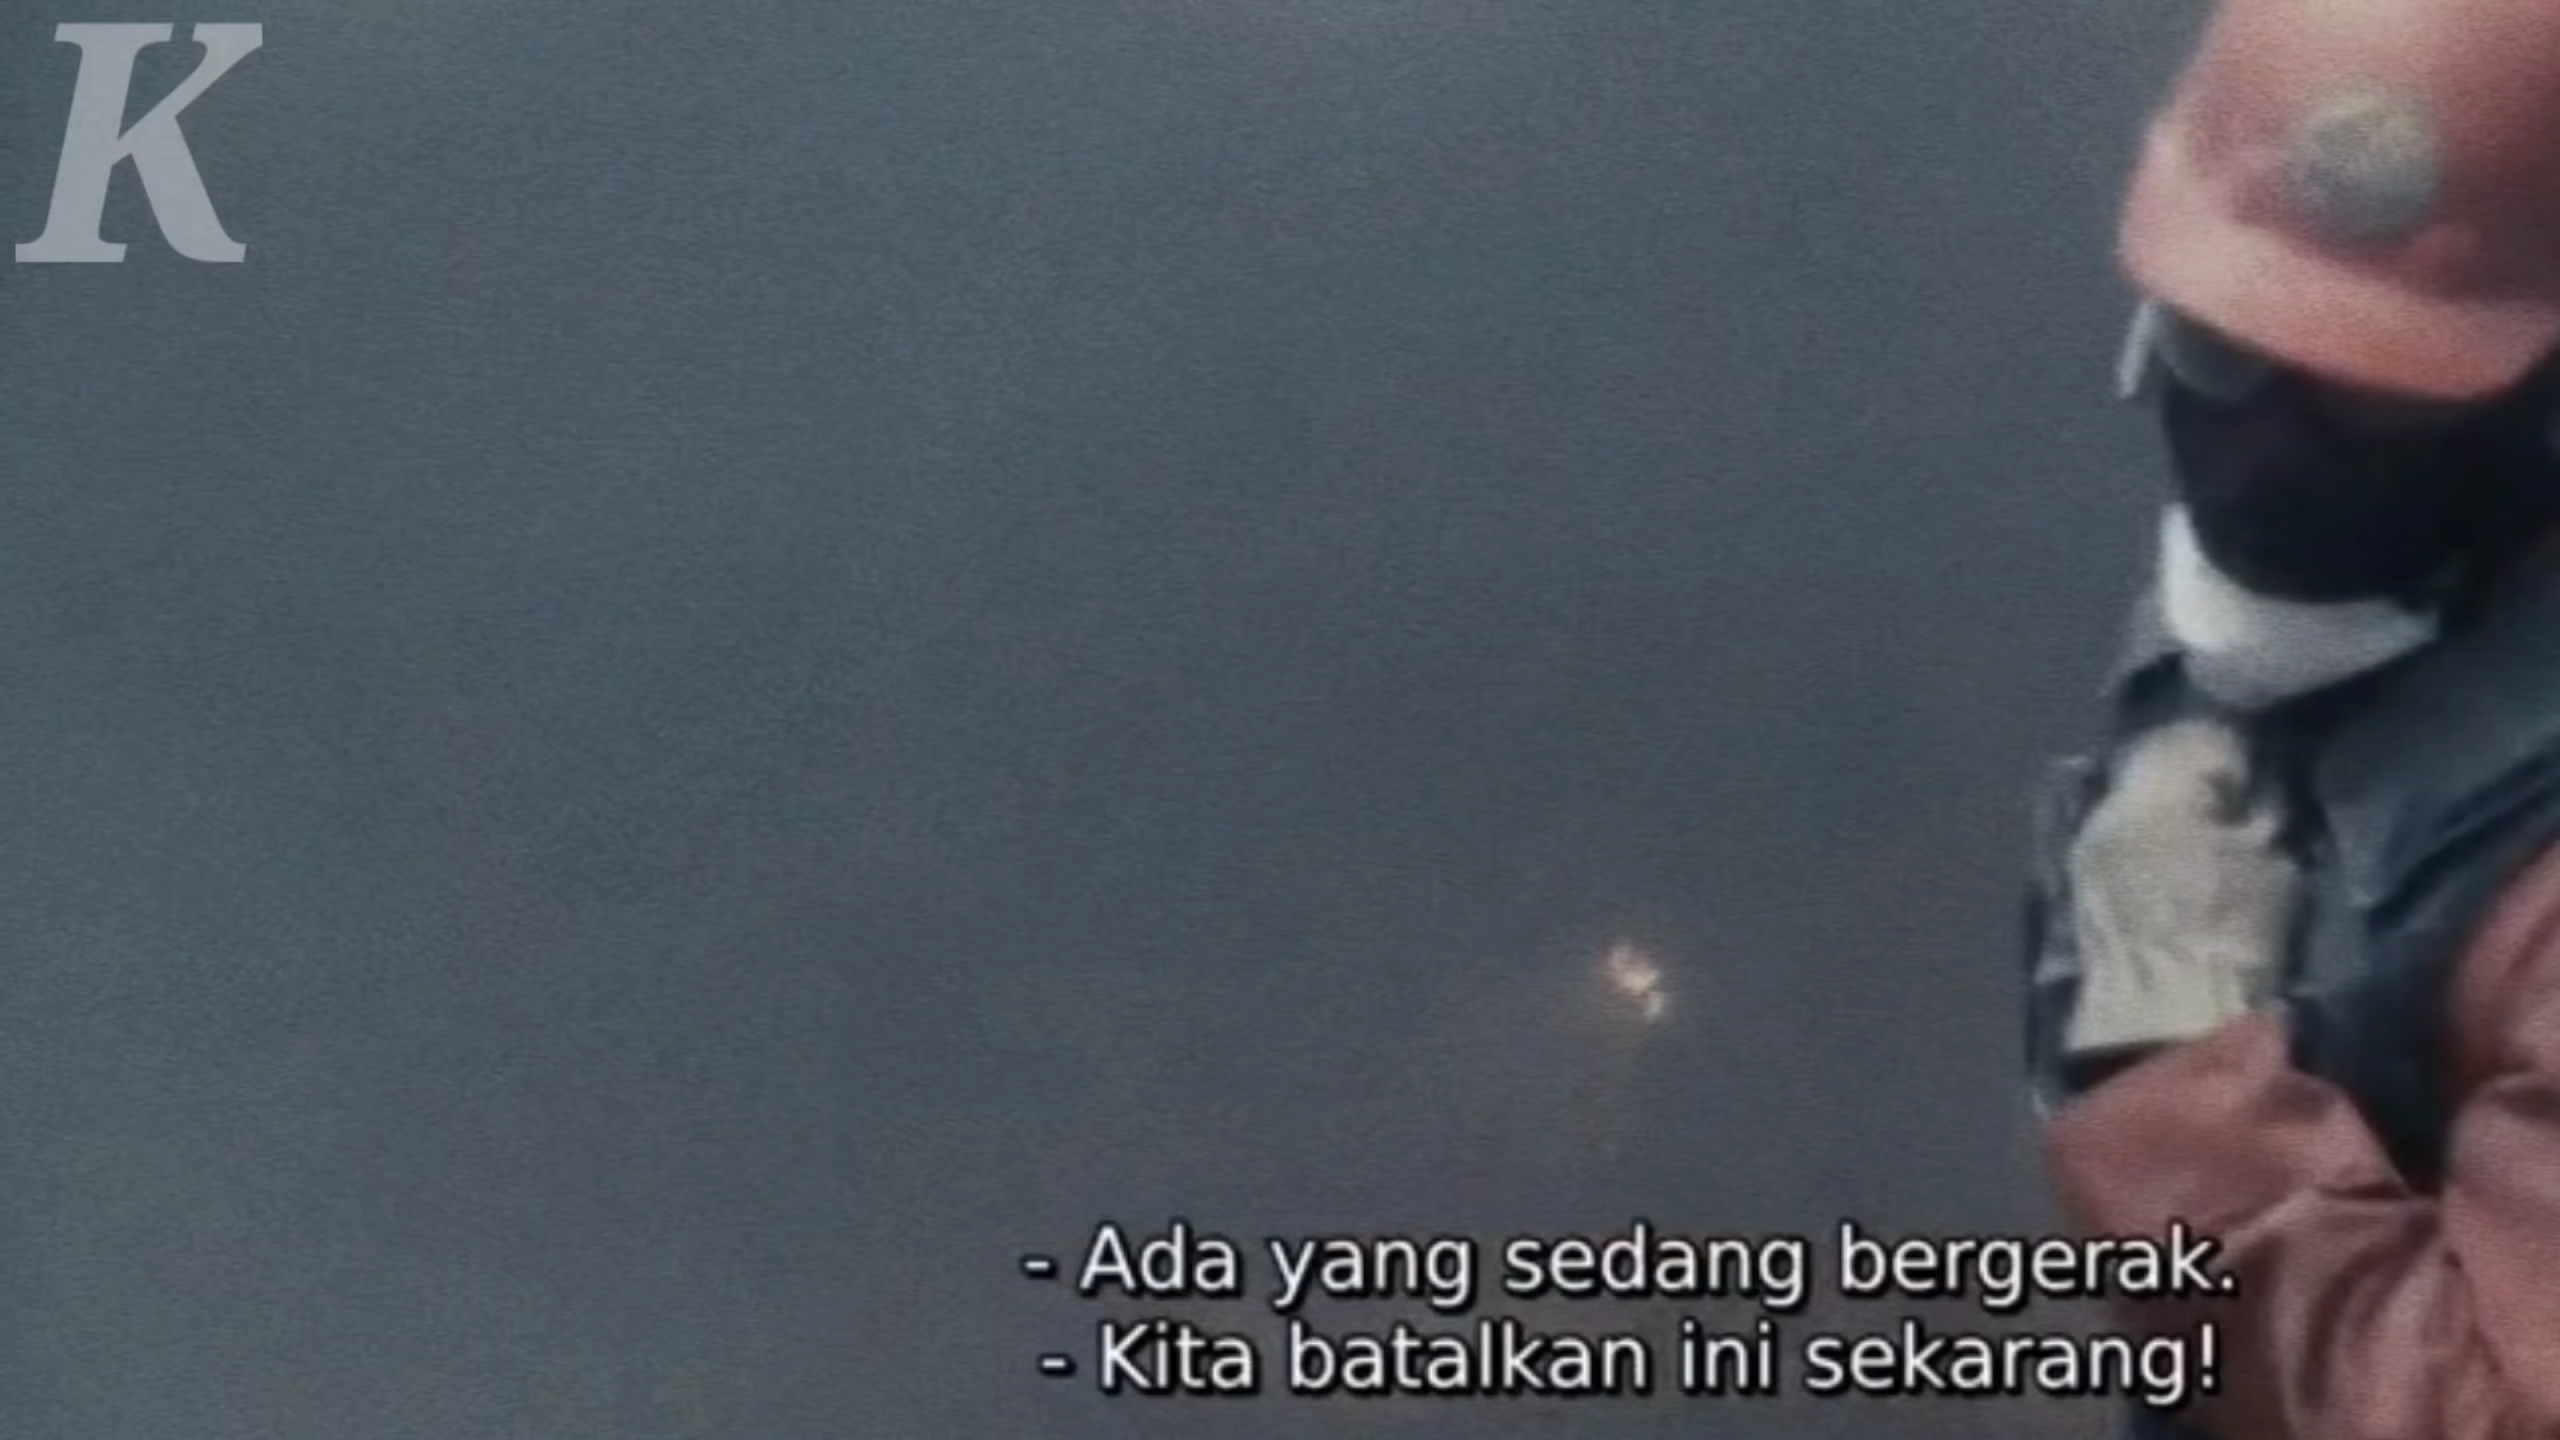 K
- Ada yang sedang bergerak.
- Kita batalkan ini sekarang!